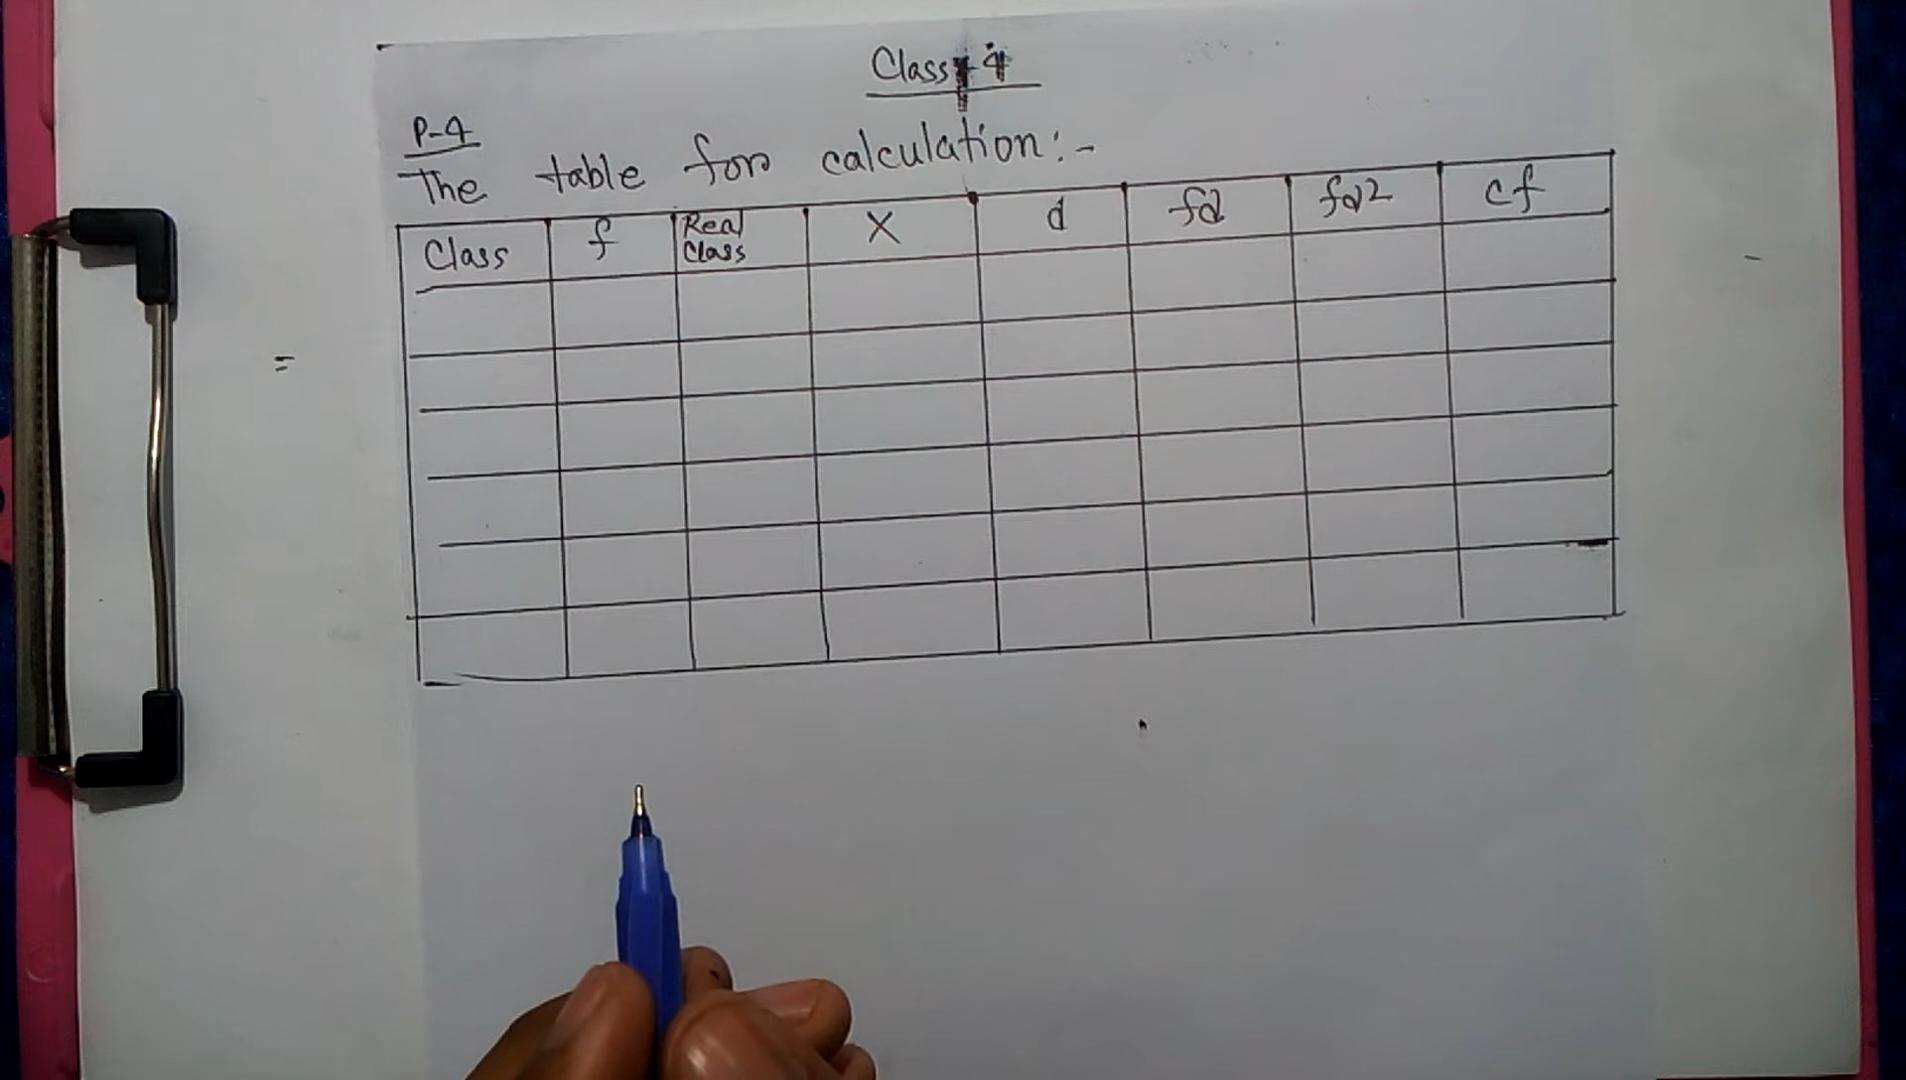 Class-4
P-4
The table for calculation:-
Class f Real Class X d fd fd2 cf
=